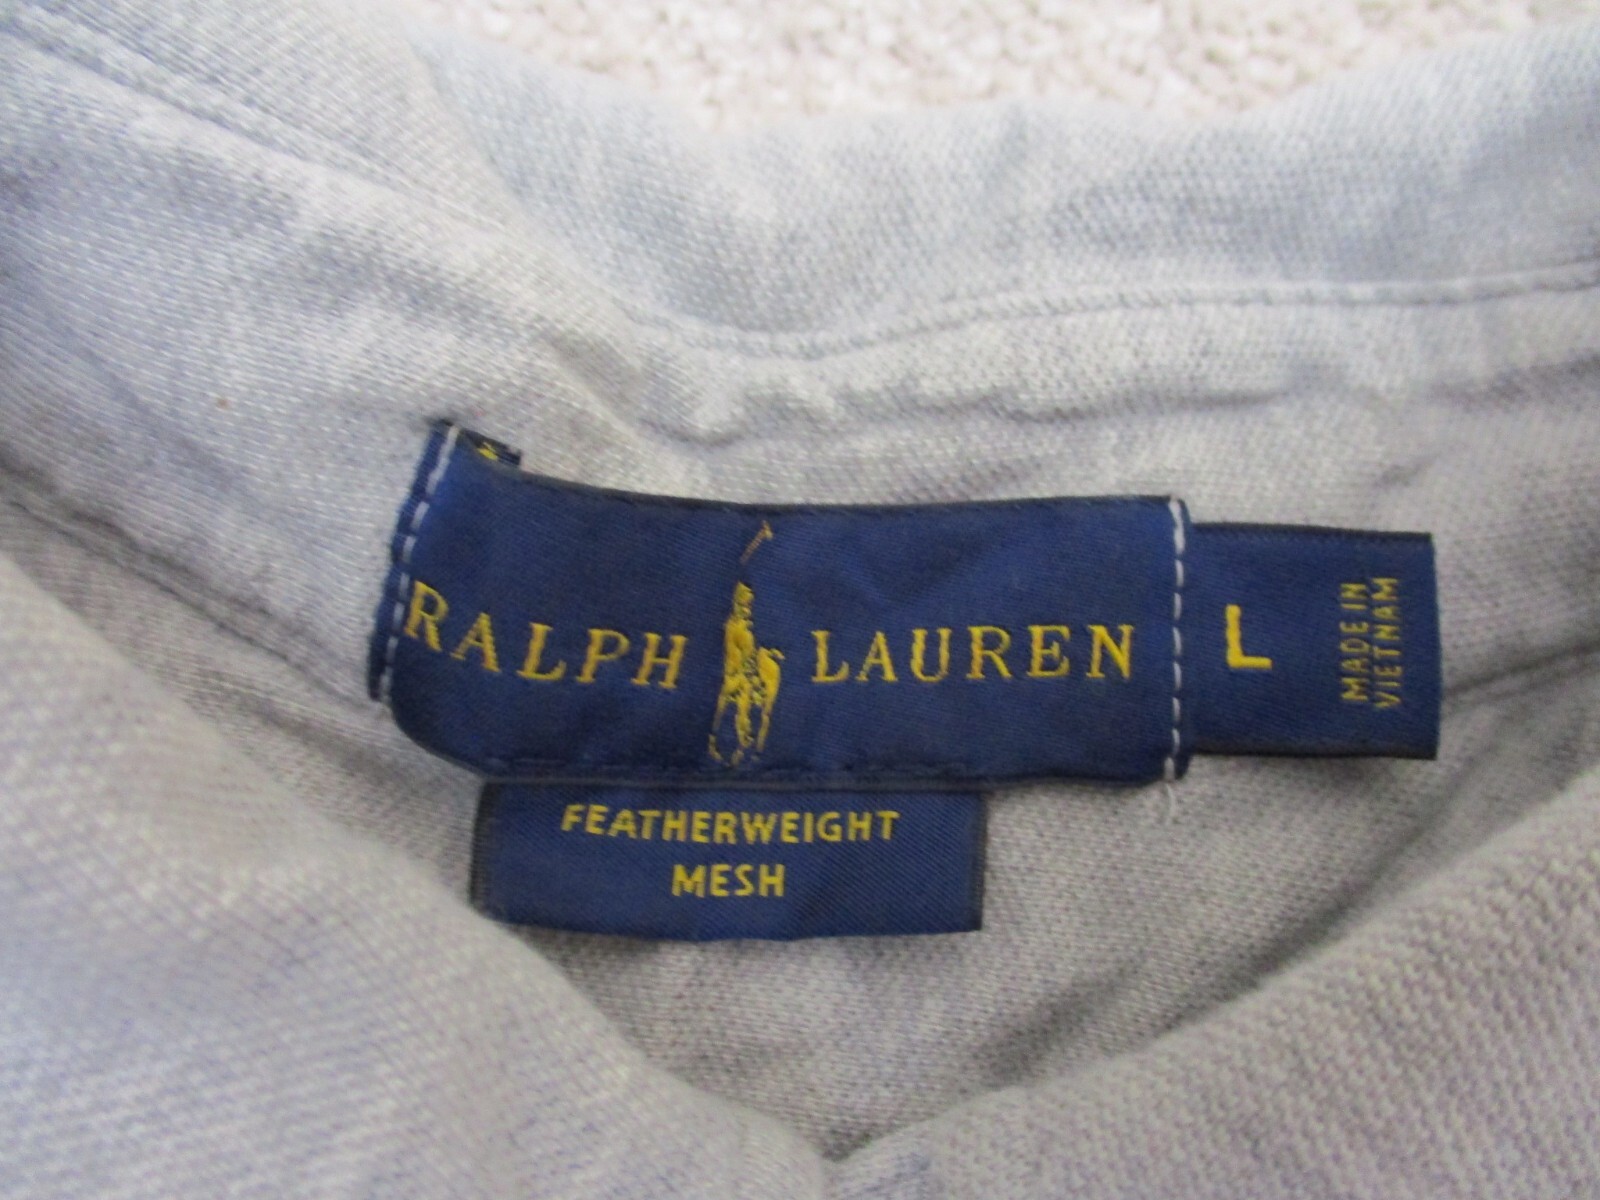 RALPH LAUREN
L
MADE IN
VIETNAM
FEATHERWEIGHT
MESH